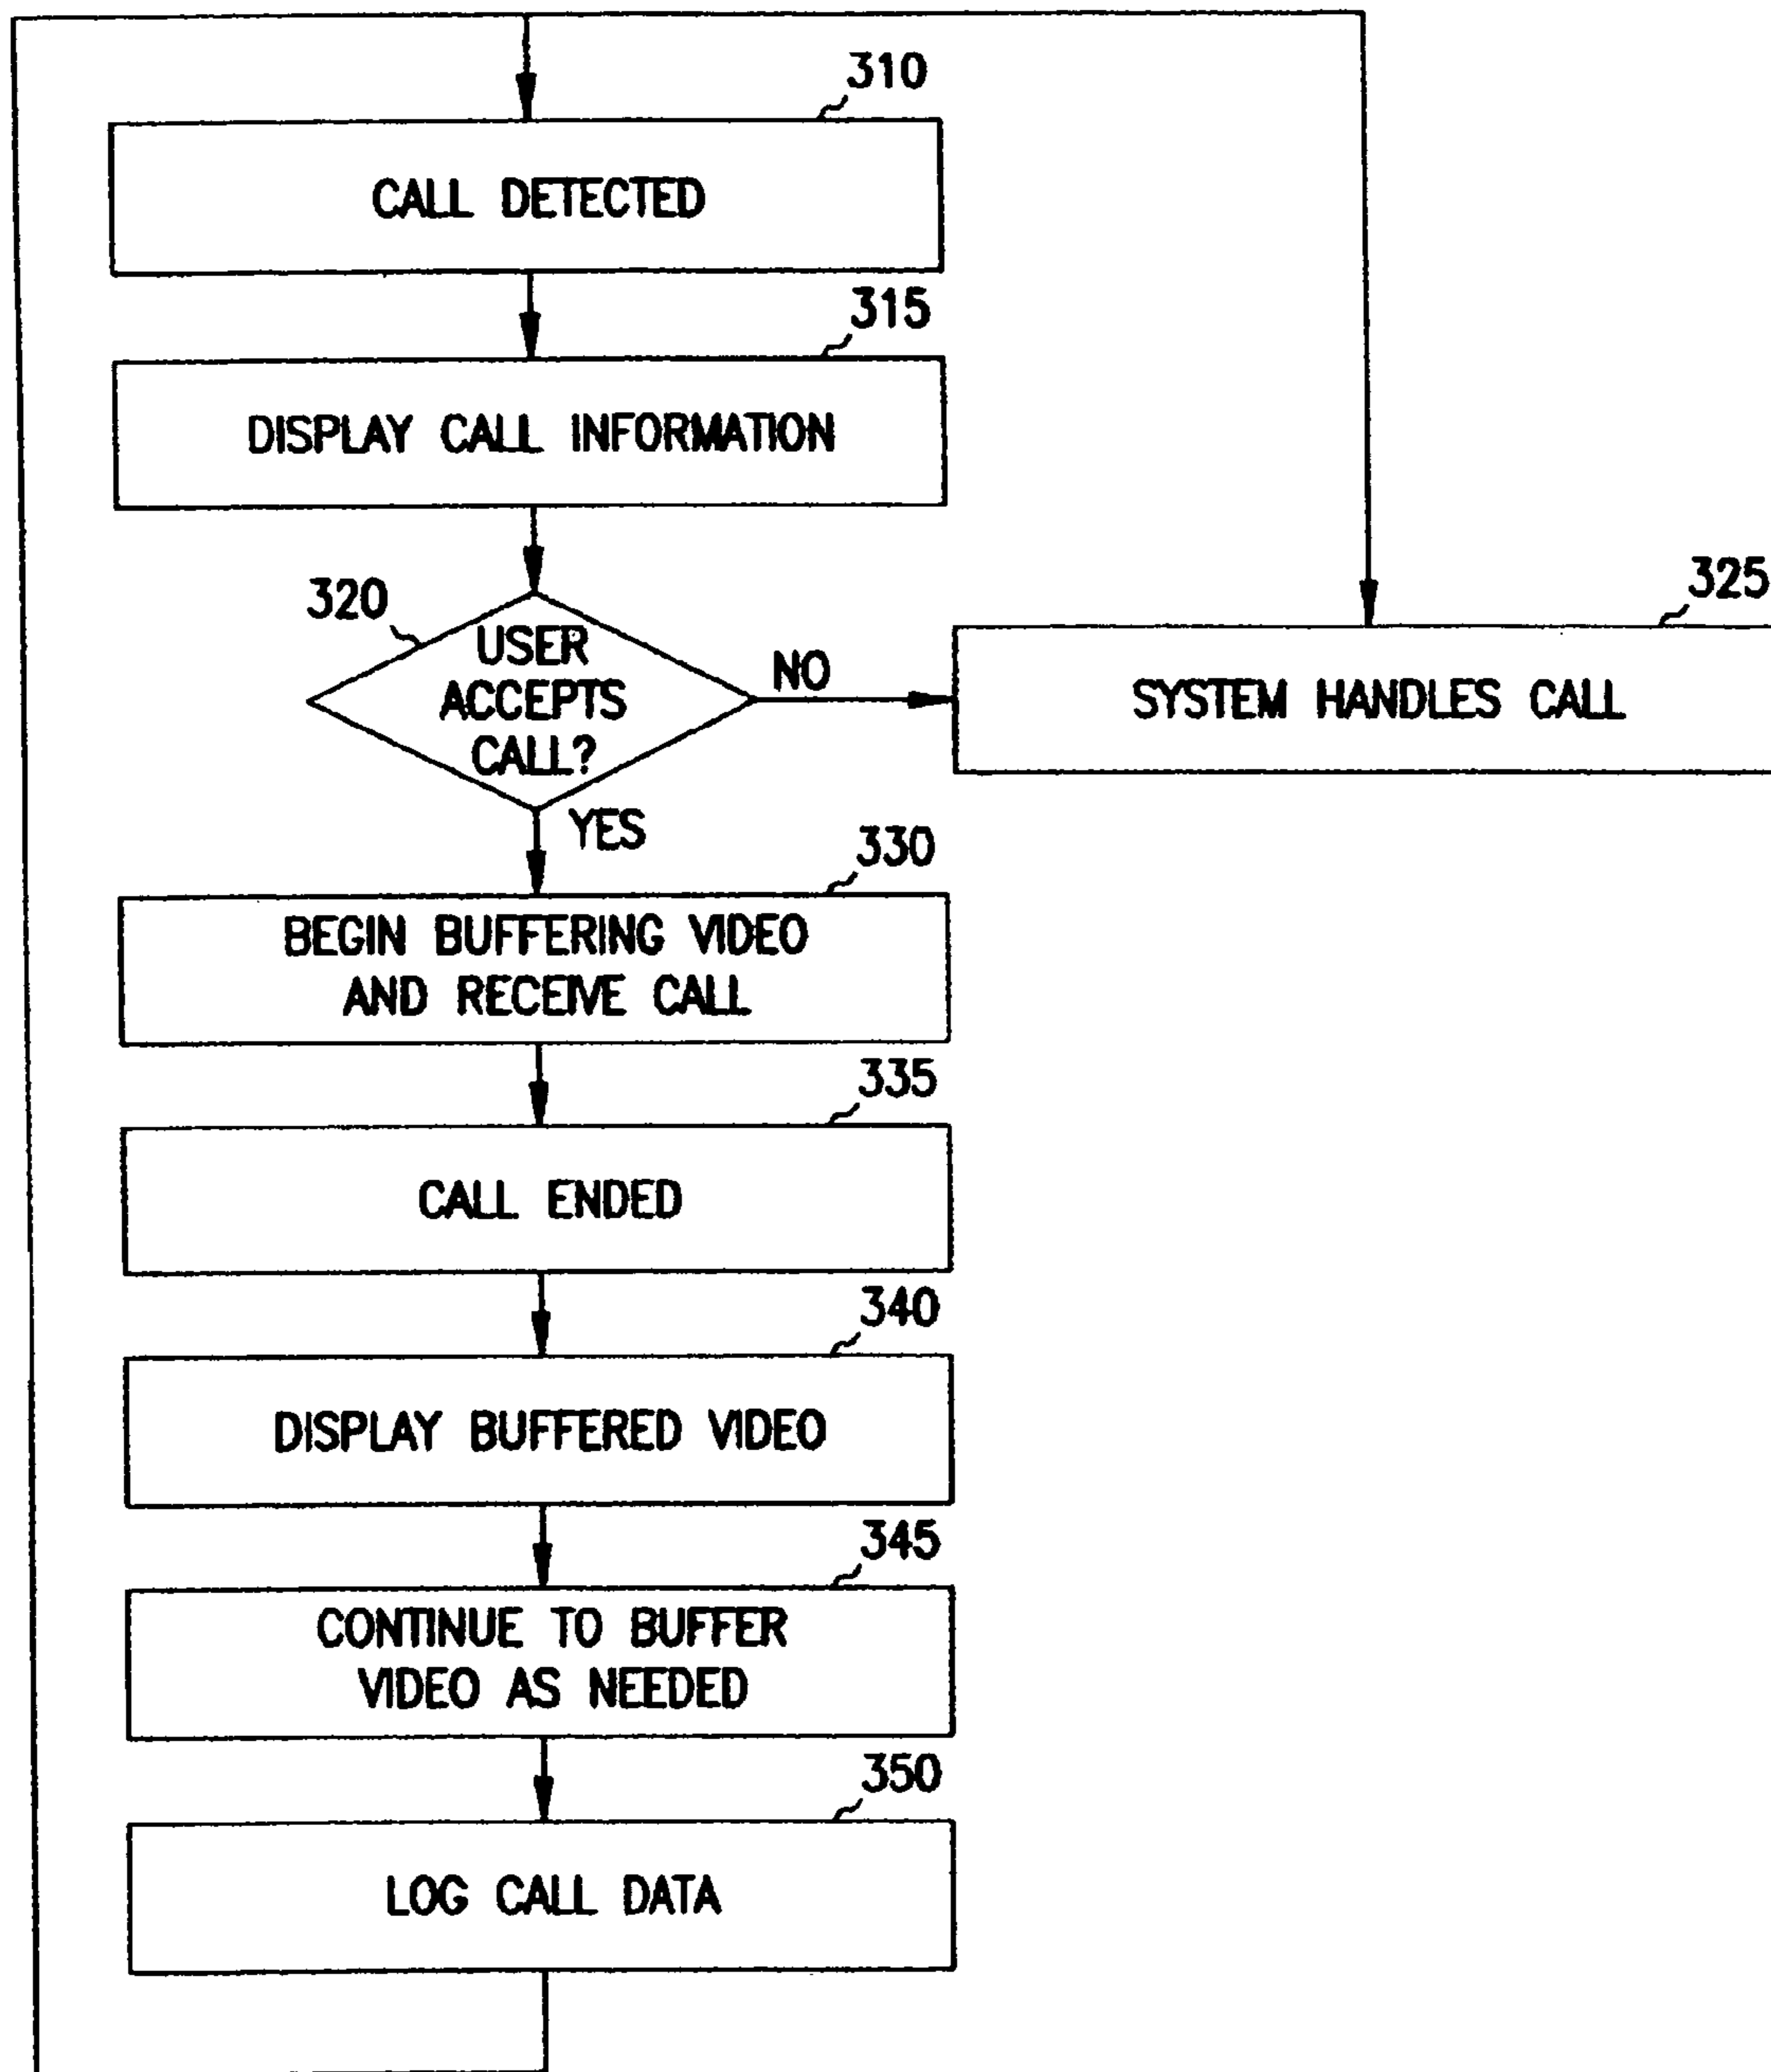 310
CALL DETECTED
315
DISPLAY CALL INFORMATION
320
USER
ACCEPTS
CALL?
NO
325
SYSTEM HANDLES CALL
YES
330
BEGIN BUFFERING VIDEO
AND RECEIVE CALL
335
CALL ENDED
340
DISPLAY BUFFERED VIDEO
345
CONTINUE TO BUFFER
VIDEO AS NEEDED
350
LOG CALL DATA